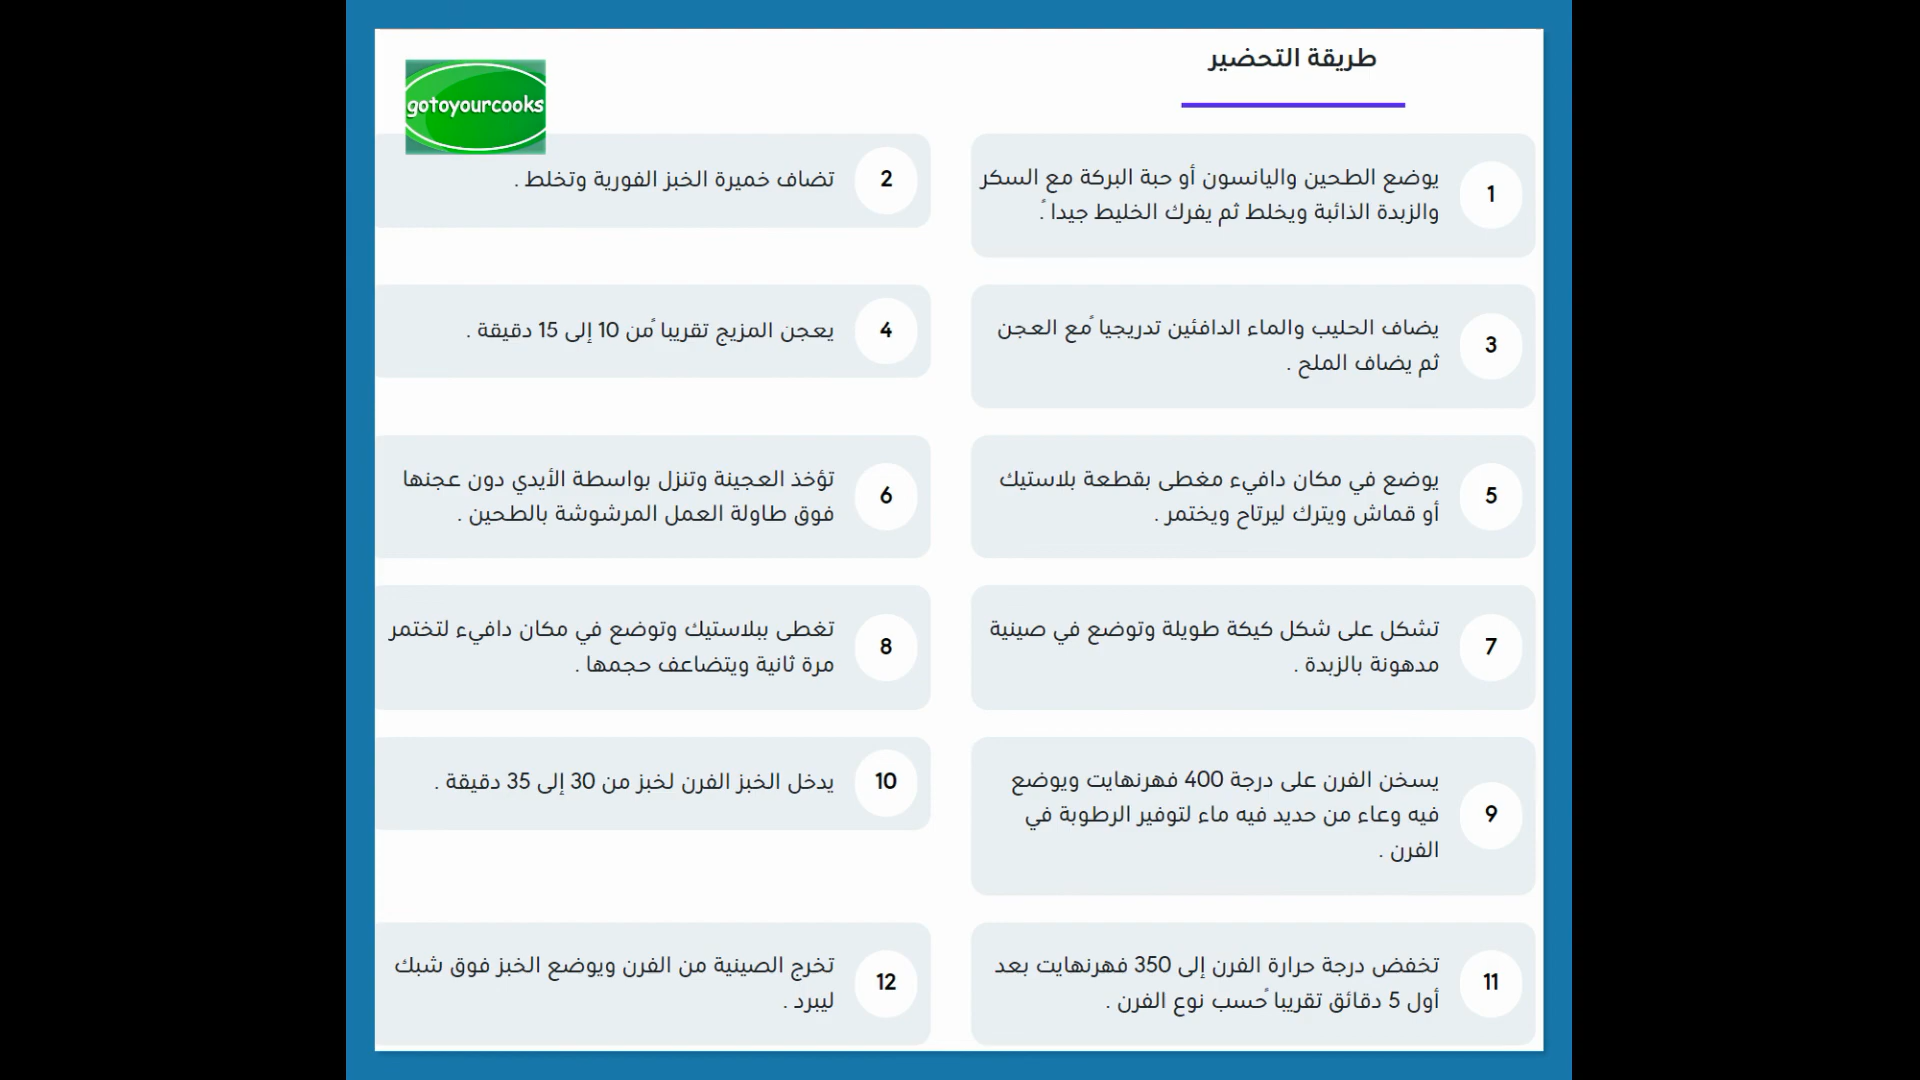 طريقة التحضير
gotoyourcooks
1
يوضع الطحين واليانسون أو حبة البركة مع السكر
والزبدة الذائبة ويخلط ثم يفرك الخليط جيدا ً.
2
تضاف خميرة الخبز الفورية وتخلط .
3
يضاف الحليب والماء الدافئين تدريجيا ًمع العجن
ثم يضاف الملح .
4
يعجن المزيج تقريبا ًمن 10 إلى 15 دقيقة .
5
يوضع في مكان دافيء مغطى بقطعة بلاستيك
أو قماش ويترك ليرتاح ويختمر .
6
تؤخذ العجينة وتنزل بواسطة الأيدي دون عجنها
فوق طاولة العمل المرشوشة بالطحين .
7
تشكل على شكل كيكة طويلة وتوضع في صينية
مدهونة بالزبدة .
8
تغطى ببلاستيك وتوضع في مكان دافيء لتختمر
مرة ثانية ويتضاعف حجمها .
9
يسخن الفرن على درجة 400 فهرنهايت ويوضع
فيه وعاء من حديد فيه ماء لتوفير الرطوبة في
الفرن .
10
يدخل الخبز الفرن لخبز من 30 إلى 35 دقيقة .
11
تخفض درجة حرارة الفرن إلى 350 فهرنهايت بعد
أول 5 دقائق تقريبا ًحسب نوع الفرن .
12
تخرج الصينية من الفرن ويوضع الخبز فوق شبك
ليبرد .